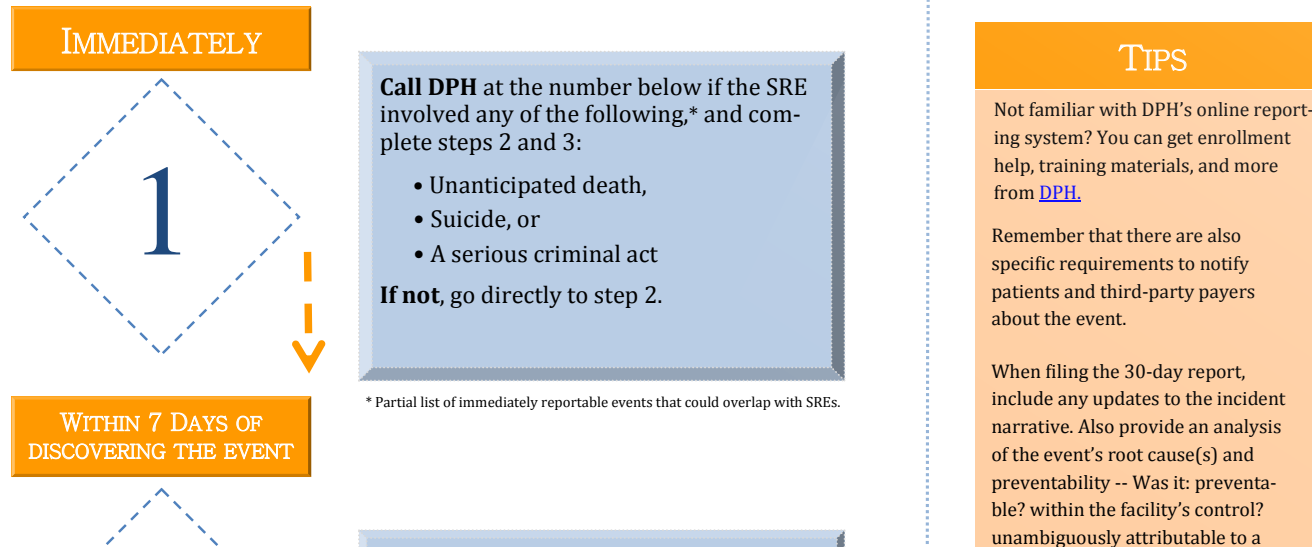 IMMEDIATELY
1
Call DPH at the number below if the SRE
involved any of the following,* and com-
plete steps 2 and 3:
• Unanticipated death,
• Suicide, or
• A serious criminal act
If not, go directly to step 2.
* Partial list of immediately reportable events that could overlap with SREs.
WITHIN 7 DAYS OF
DISCOVERING THE EVENT
TIPS
Not familiar with DPH’s online report-
ing system? You can get enrollment
help, training materials, and more
from DPH.
Remember that there are also
specific requirements to notify
patients and third-party payers
about the event.
When filing the 30-day report,
include any updates to the incident
narrative. Also provide an analysis
of the event’s root cause(s) and
preventability -- Was it: preventa-
ble? within the facility’s control?
unambiguously attributable to a